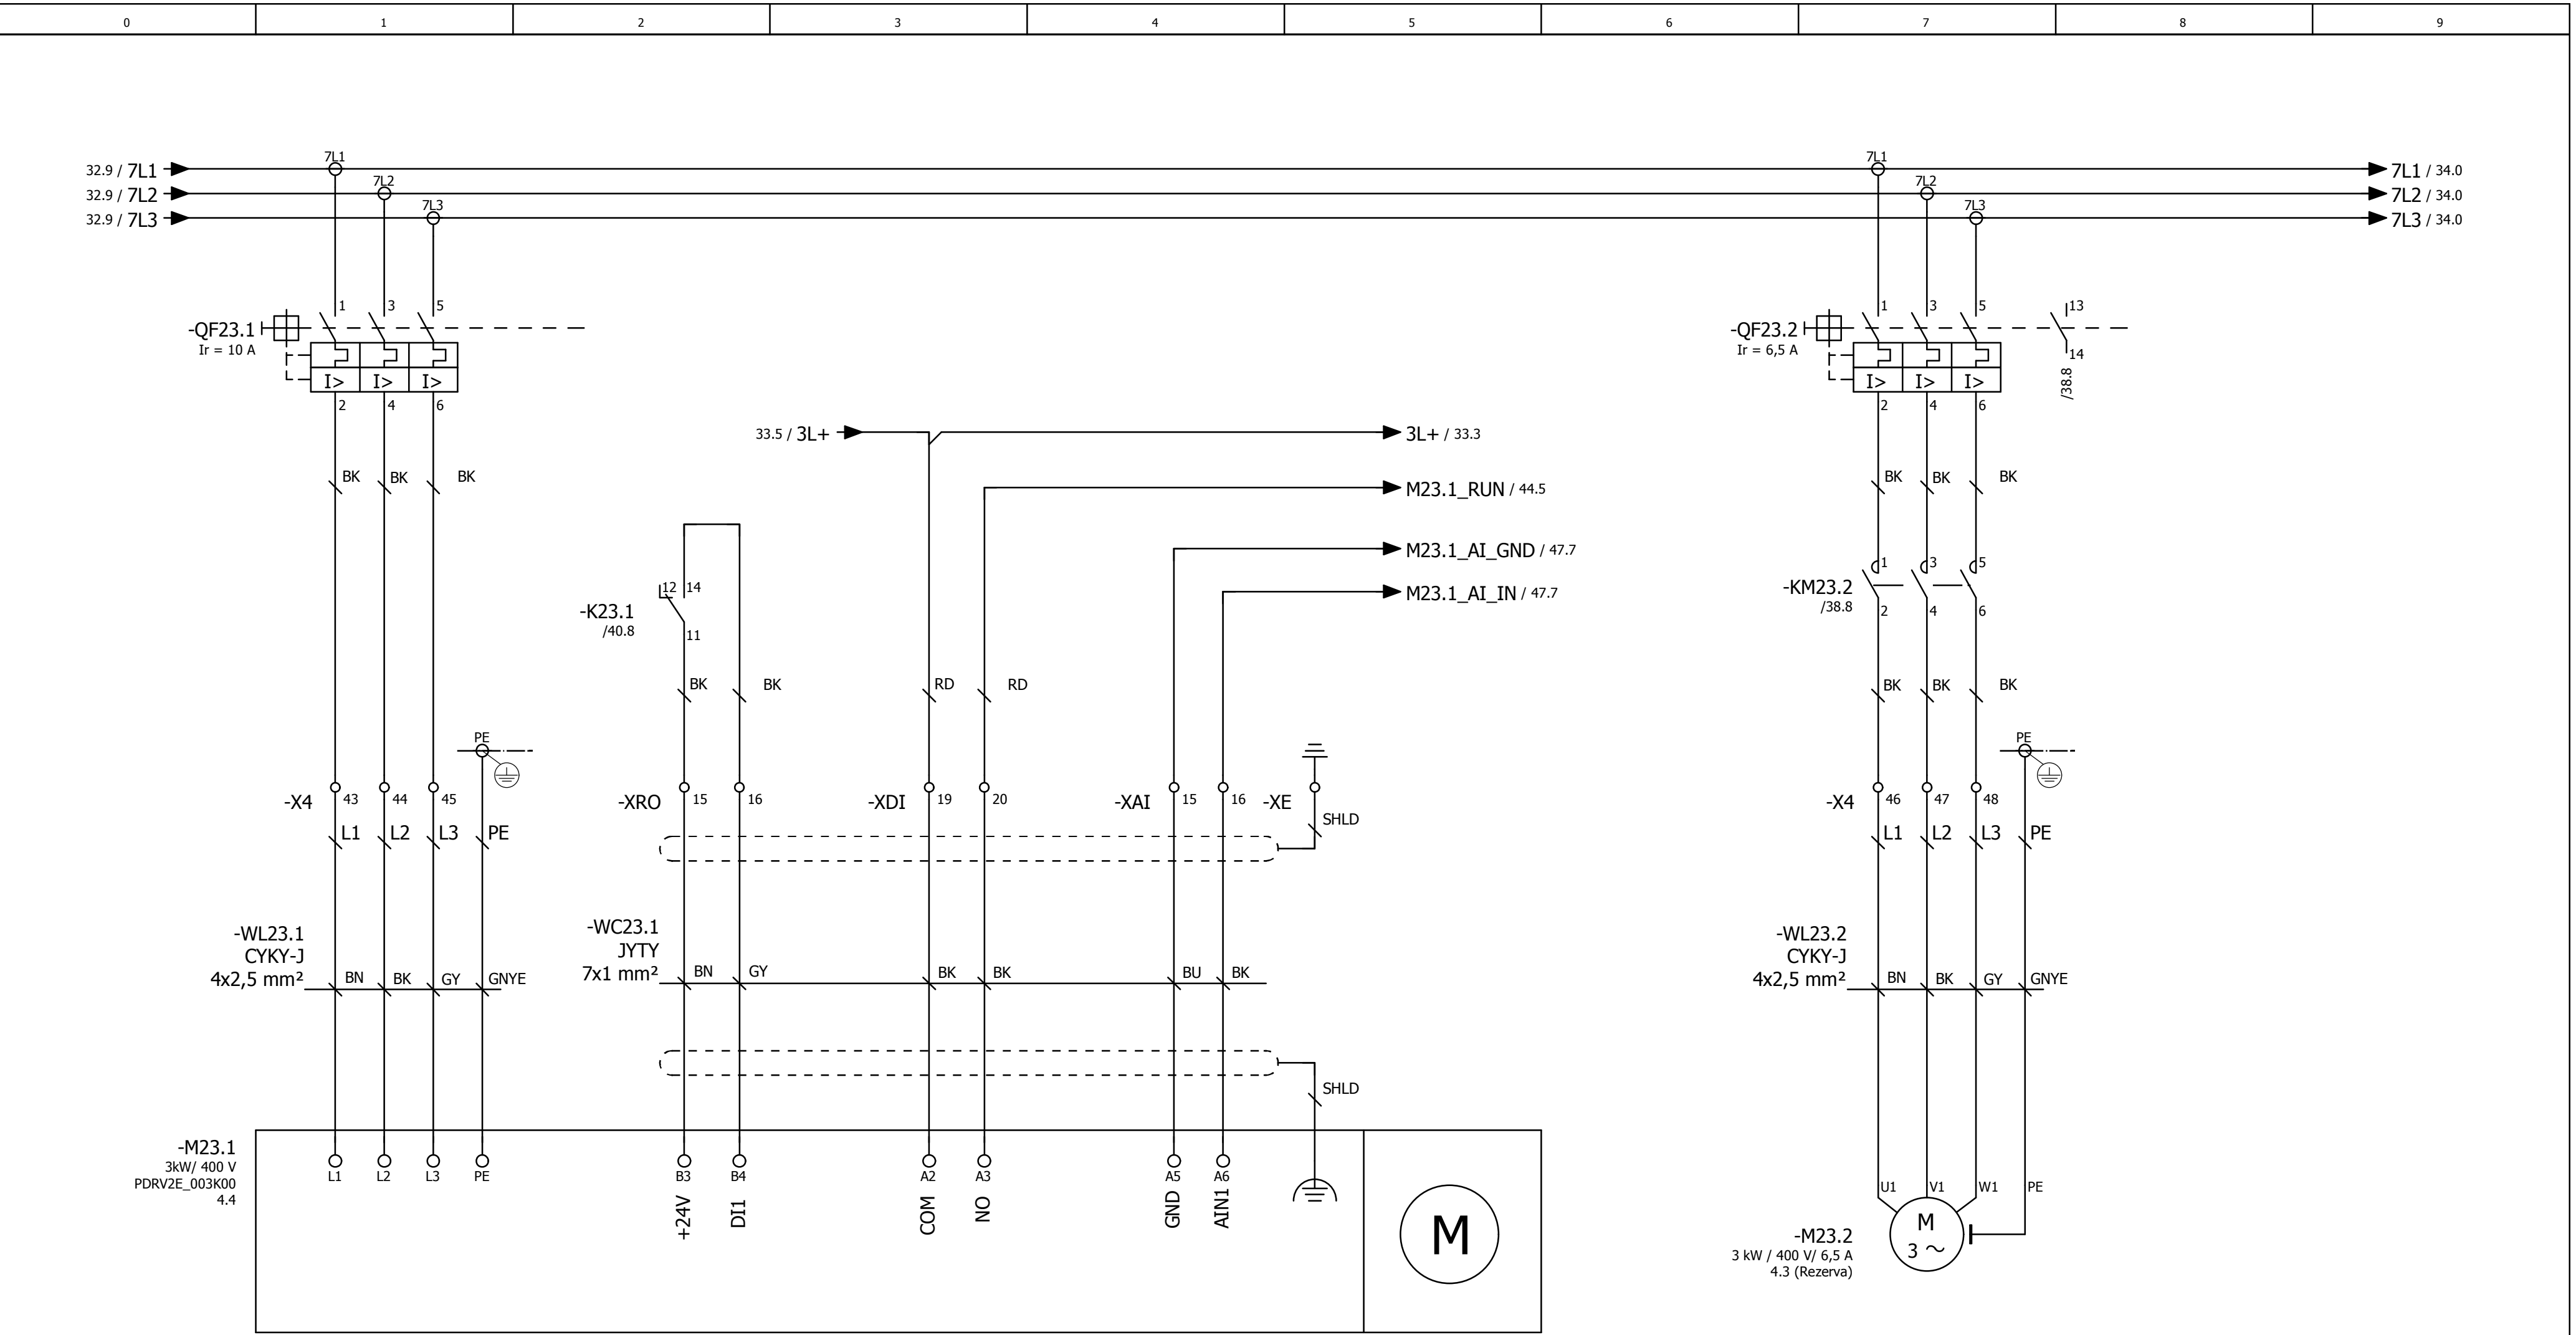 0 1 2 3 4 5 6 7 8 9
7L1 7L1
32.9 / 7L1 7L1 / 34.0
7L2 7L2
32.9 / 7L2 7L2 / 34.0
7L3 7L3
32.9 / 7L3 7L3 / 34.0
1 3 5
-QF23.1
Ir = 10 A
I> I> I>
2 4 6
1 3 5 13
-QF23.2
Ir = 6,5 A
14
I> I> I>
/38.8
2 4 6
33.5 / 3L+ 3L+ / 33.3
BK BK BK
M23.1_RUN / 44.5
M23.1_AI_GND / 47.7
M23.1_AI_IN / 47.7
12 14
-K23.1
/40.8
11
BK BK BK
1 3 5
-KM23.2
/38.8
2 4 6
BK BK
RD RD
BK BK BK
PE
PE
-X4 43 44 45
-XRO 15 16
-XDI 19 20
-XAI 15 16
-XE
-X4 46 47 48
SHLD
L1 L2 L3 PE
L1 L2 L3 PE
-WL23.1
CYKY-J
4x2,5 mm²
BN BK GY GNYE
-WC23.1
JYTY
7x1 mm²
BN GY BK BK BU BK
-WL23.2
CYKY-J
4x2,5 mm²
BN BK GY GNYE
SHLD
-M23.1
3kW/ 400 V
PDRV2E_003K00
4.4
L1 L2 L3 PE
B3 B4 A2 A3 A5 A6
+24V
DI1
COM
NO
GND
AIN1
M
U1 V1 W1 PE
M
3 ~
-M23.2
3 kW / 400 V/ 6,5 A
4.3 (Rezerva)